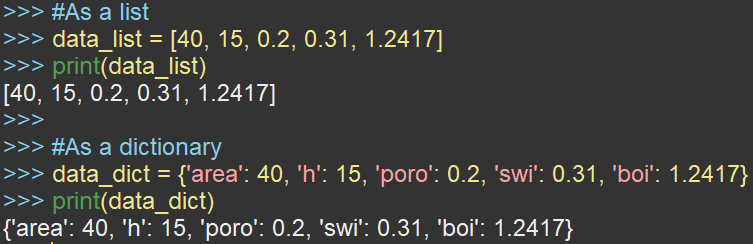 >>> #As a list
>>> data_list = [40, 15, 0.2, 0.31, 1.2417]
>>> print(data_list)
[40, 15, 0.2, 0.31, 1.2417]
>>>
>>> #As a dictionary
>>> data_dict = {'area': 40, 'h': 15, 'poro': 0.2, 'swi': 0.31, 'boi': 1.2417}
>>> print(data_dict)
{'area': 40, 'h': 15, 'poro': 0.2, 'swi': 0.31, 'boi': 1.2417}